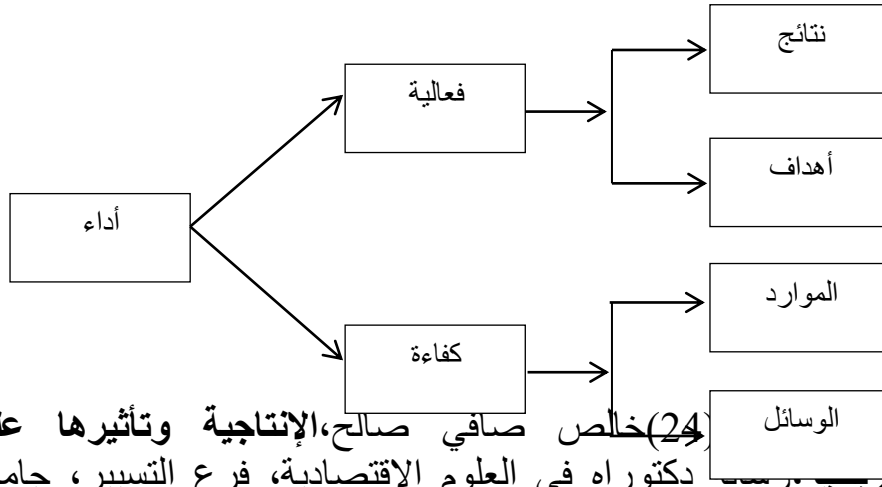 نتائج
فعالية
أهداف
أداء
الموارد
كفاءة
الوسائل
(24)خالص صافي صالح،الإنتاجية وتأثيرها
دكتوراه في العلوم الاقتصادية، فرع التسيير،